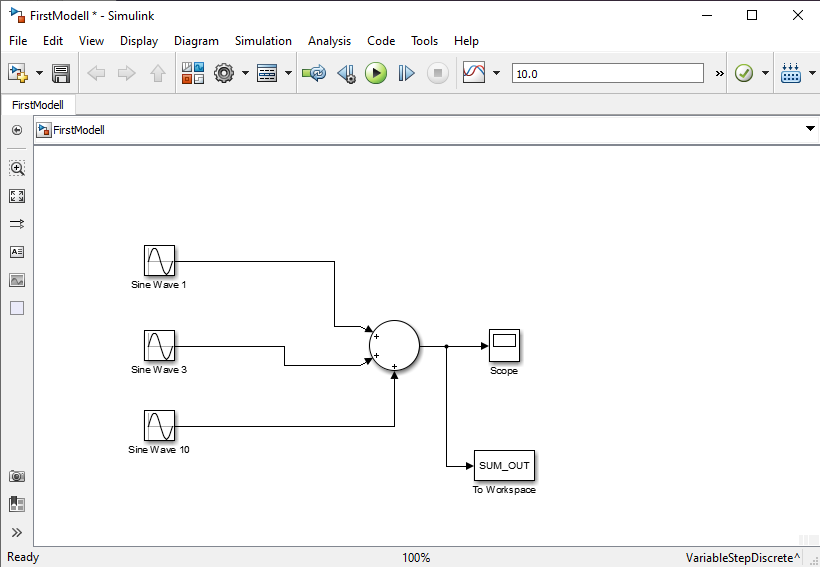 FirstModell * - Simulink
File Edit View Display Diagram Simulation Analysis Code Tools Help
10.0 »
FirstModell
FirstModell
Sine Wave 1
+
Sine Wave 3
+
+
Scope
Sine Wave 10
SUM_OUT
To Workspace
Ready 100% VariableStepDiscrete^